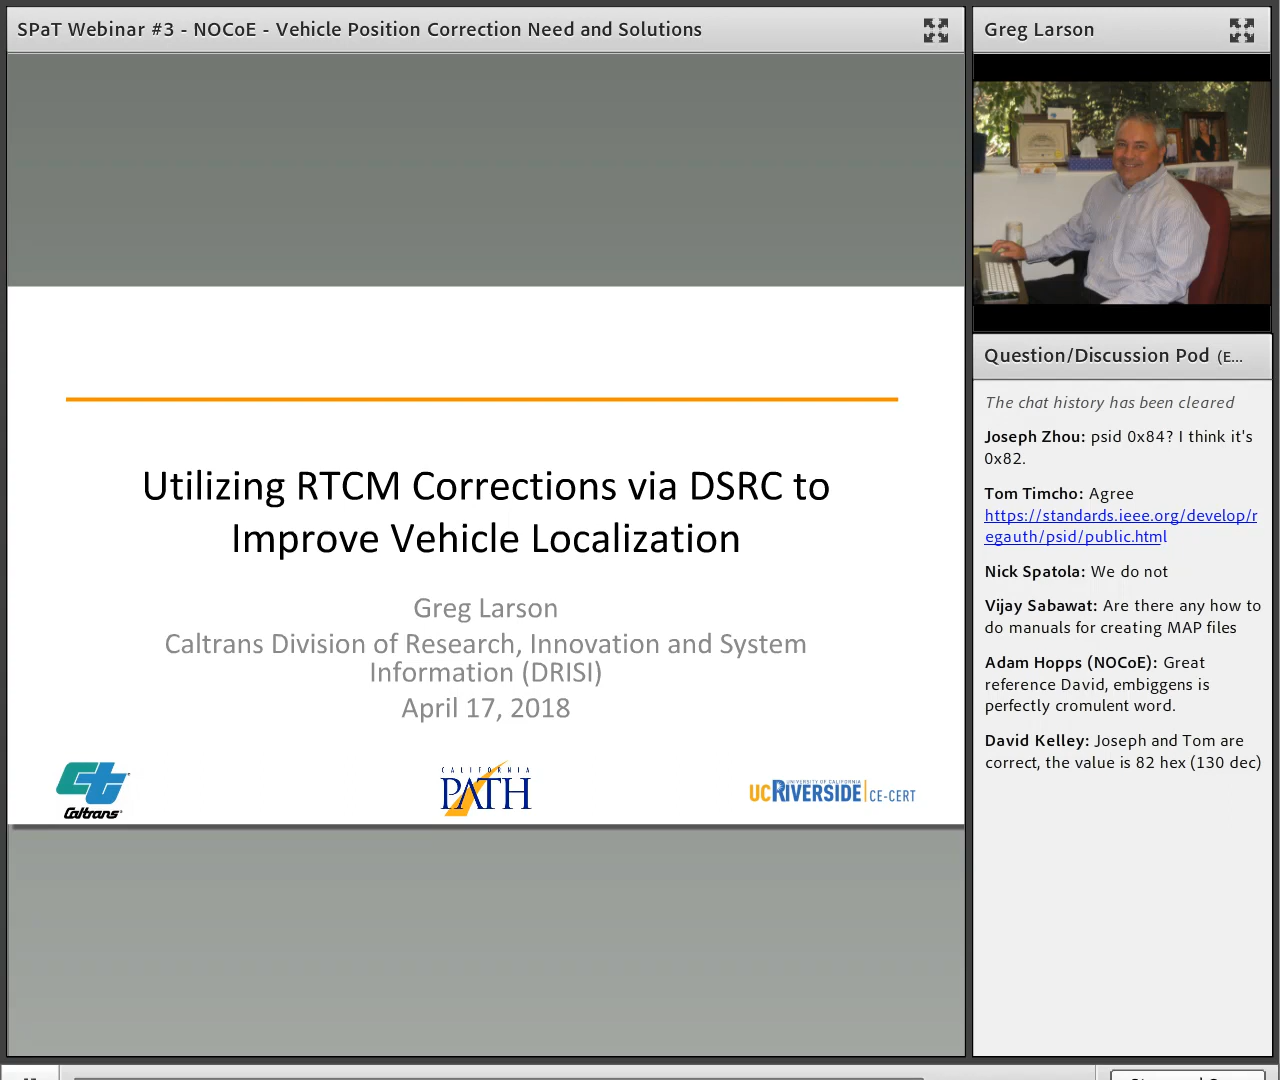 SPaT Webinar #3 - NOCoE - Vehicle Position Correction Need and Solutions
Utilizing RTCM Corrections via DSRC to
Improve Vehicle Localization
Greg Larson
Caltrans Division of Research, Innovation and System
Information (DRISI)
April 17, 2018
Caltrans
CALIFORNIA
PATH
UNIVERSITY OF CALIFORNIA
UCRIVERSIDE CE-CERT
Greg Larson
Question/Discussion Pod (E...
The chat history has been cleared
Joseph Zhou: psid 0x84? I think it's
0x82.
Tom Timcho: Agree
https://standards.ieee.org/develop/r
egauth/psid/public.html
Nick Spatola: We do not
Vijay Sabawat: Are there any how to
do manuals for creating MAP files
Adam Hopps (NOCoE): Great
reference David, embiggens is
perfectly cromulent word.
David Kelley: Joseph and Tom are
correct, the value is 82 hex (130 dec)